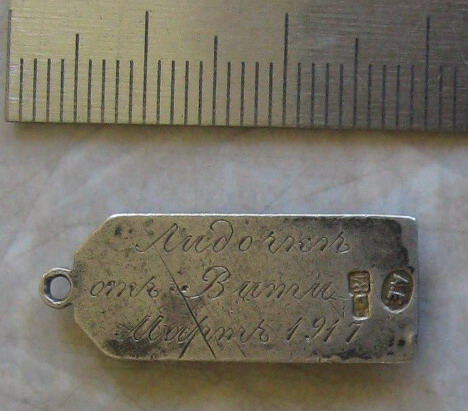 Лидочкѣ
отъ Вити
Мартъ 1917